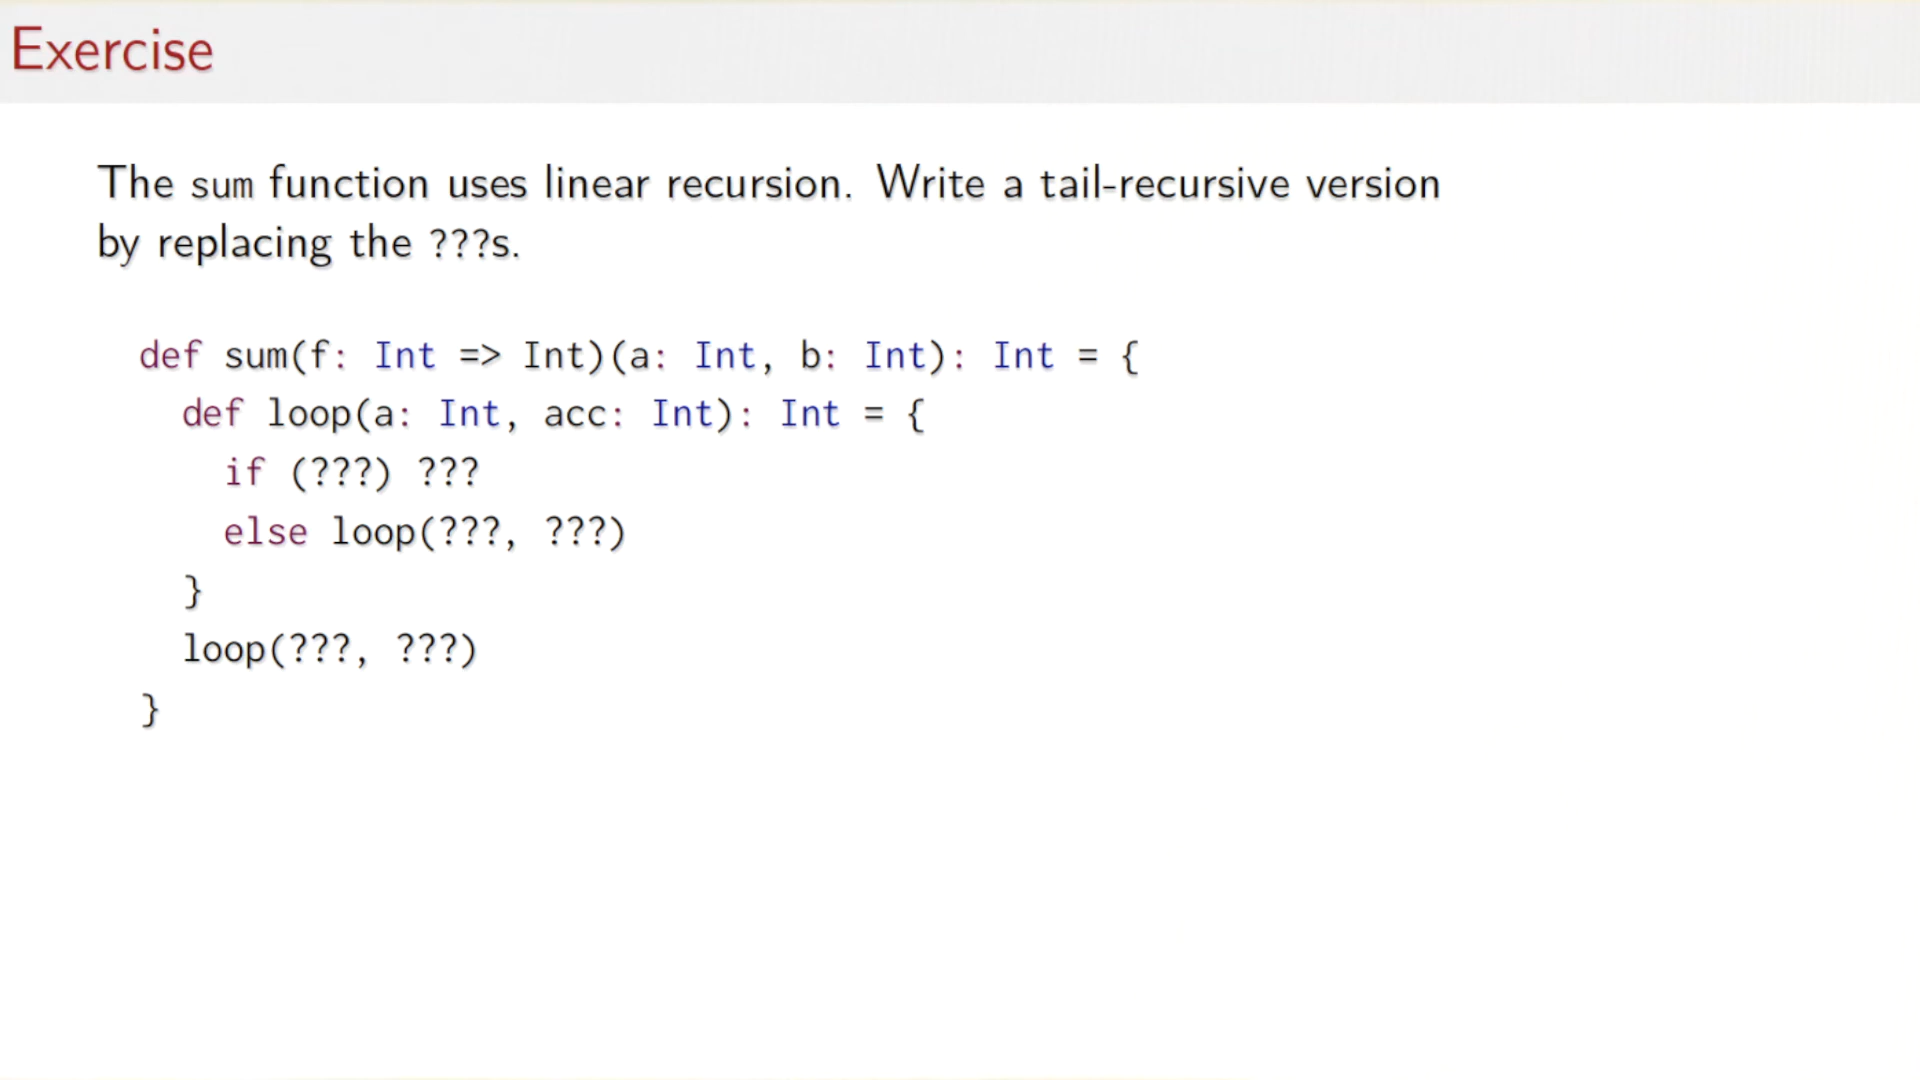 Exercise
The sum function uses linear recursion. Write a tail-recursive version
by replacing the ???s.
def sum(f: Int => Int)(a: Int, b: Int): Int = {
def loop(a: Int, acc: Int): Int = {
if (???) ???
else loop(???, ???)
}
loop(???, ???)
}